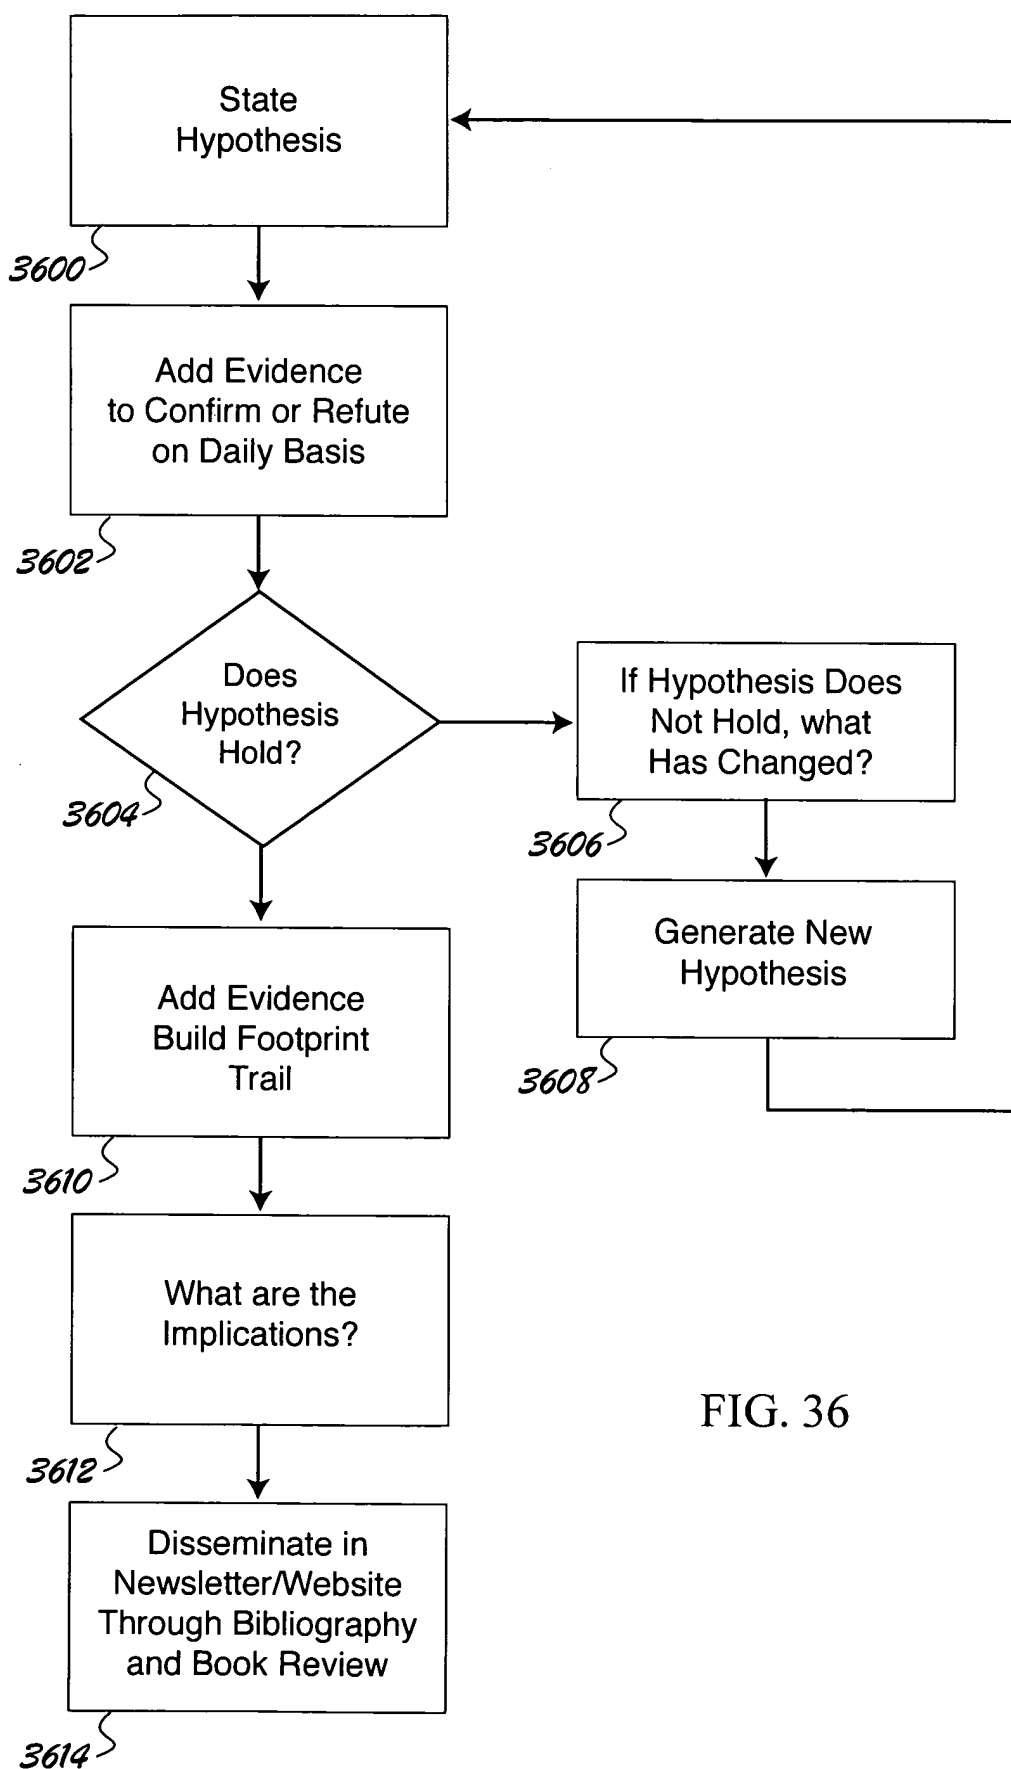 State
Hypothesis
3600
Add Evidence
to Confirm or Refute
on Daily Basis
3602
Does
Hypothesis
Hold?
3604
If Hypothesis Does
Not Hold, what
Has Changed?
3606
Generate New
Hypothesis
3608
Add Evidence
Build Footprint
Trail
3610
What are the
Implications?
3612
FIG. 36
Disseminate in
Newsletter/Website
Through Bibliography
and Book Review
3614